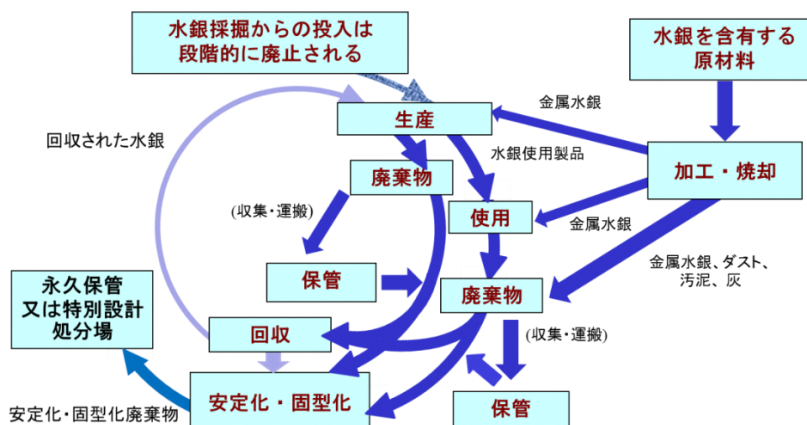 水銀採掘からの投入は
段階的に廃止される
水銀を含有する
原材料
金属水銀
生産
回収された水銀
水銀使用製品
加工・焼却
廃棄物
(収集・運搬)
使用
金属水銀
金属水銀、ダスト、
汚泥、灰
保管
永久保管
又は特別設計
処分場
廃棄物
回収
(収集・運搬)
安定化・固型化
保管
安定化・固型化廃棄物